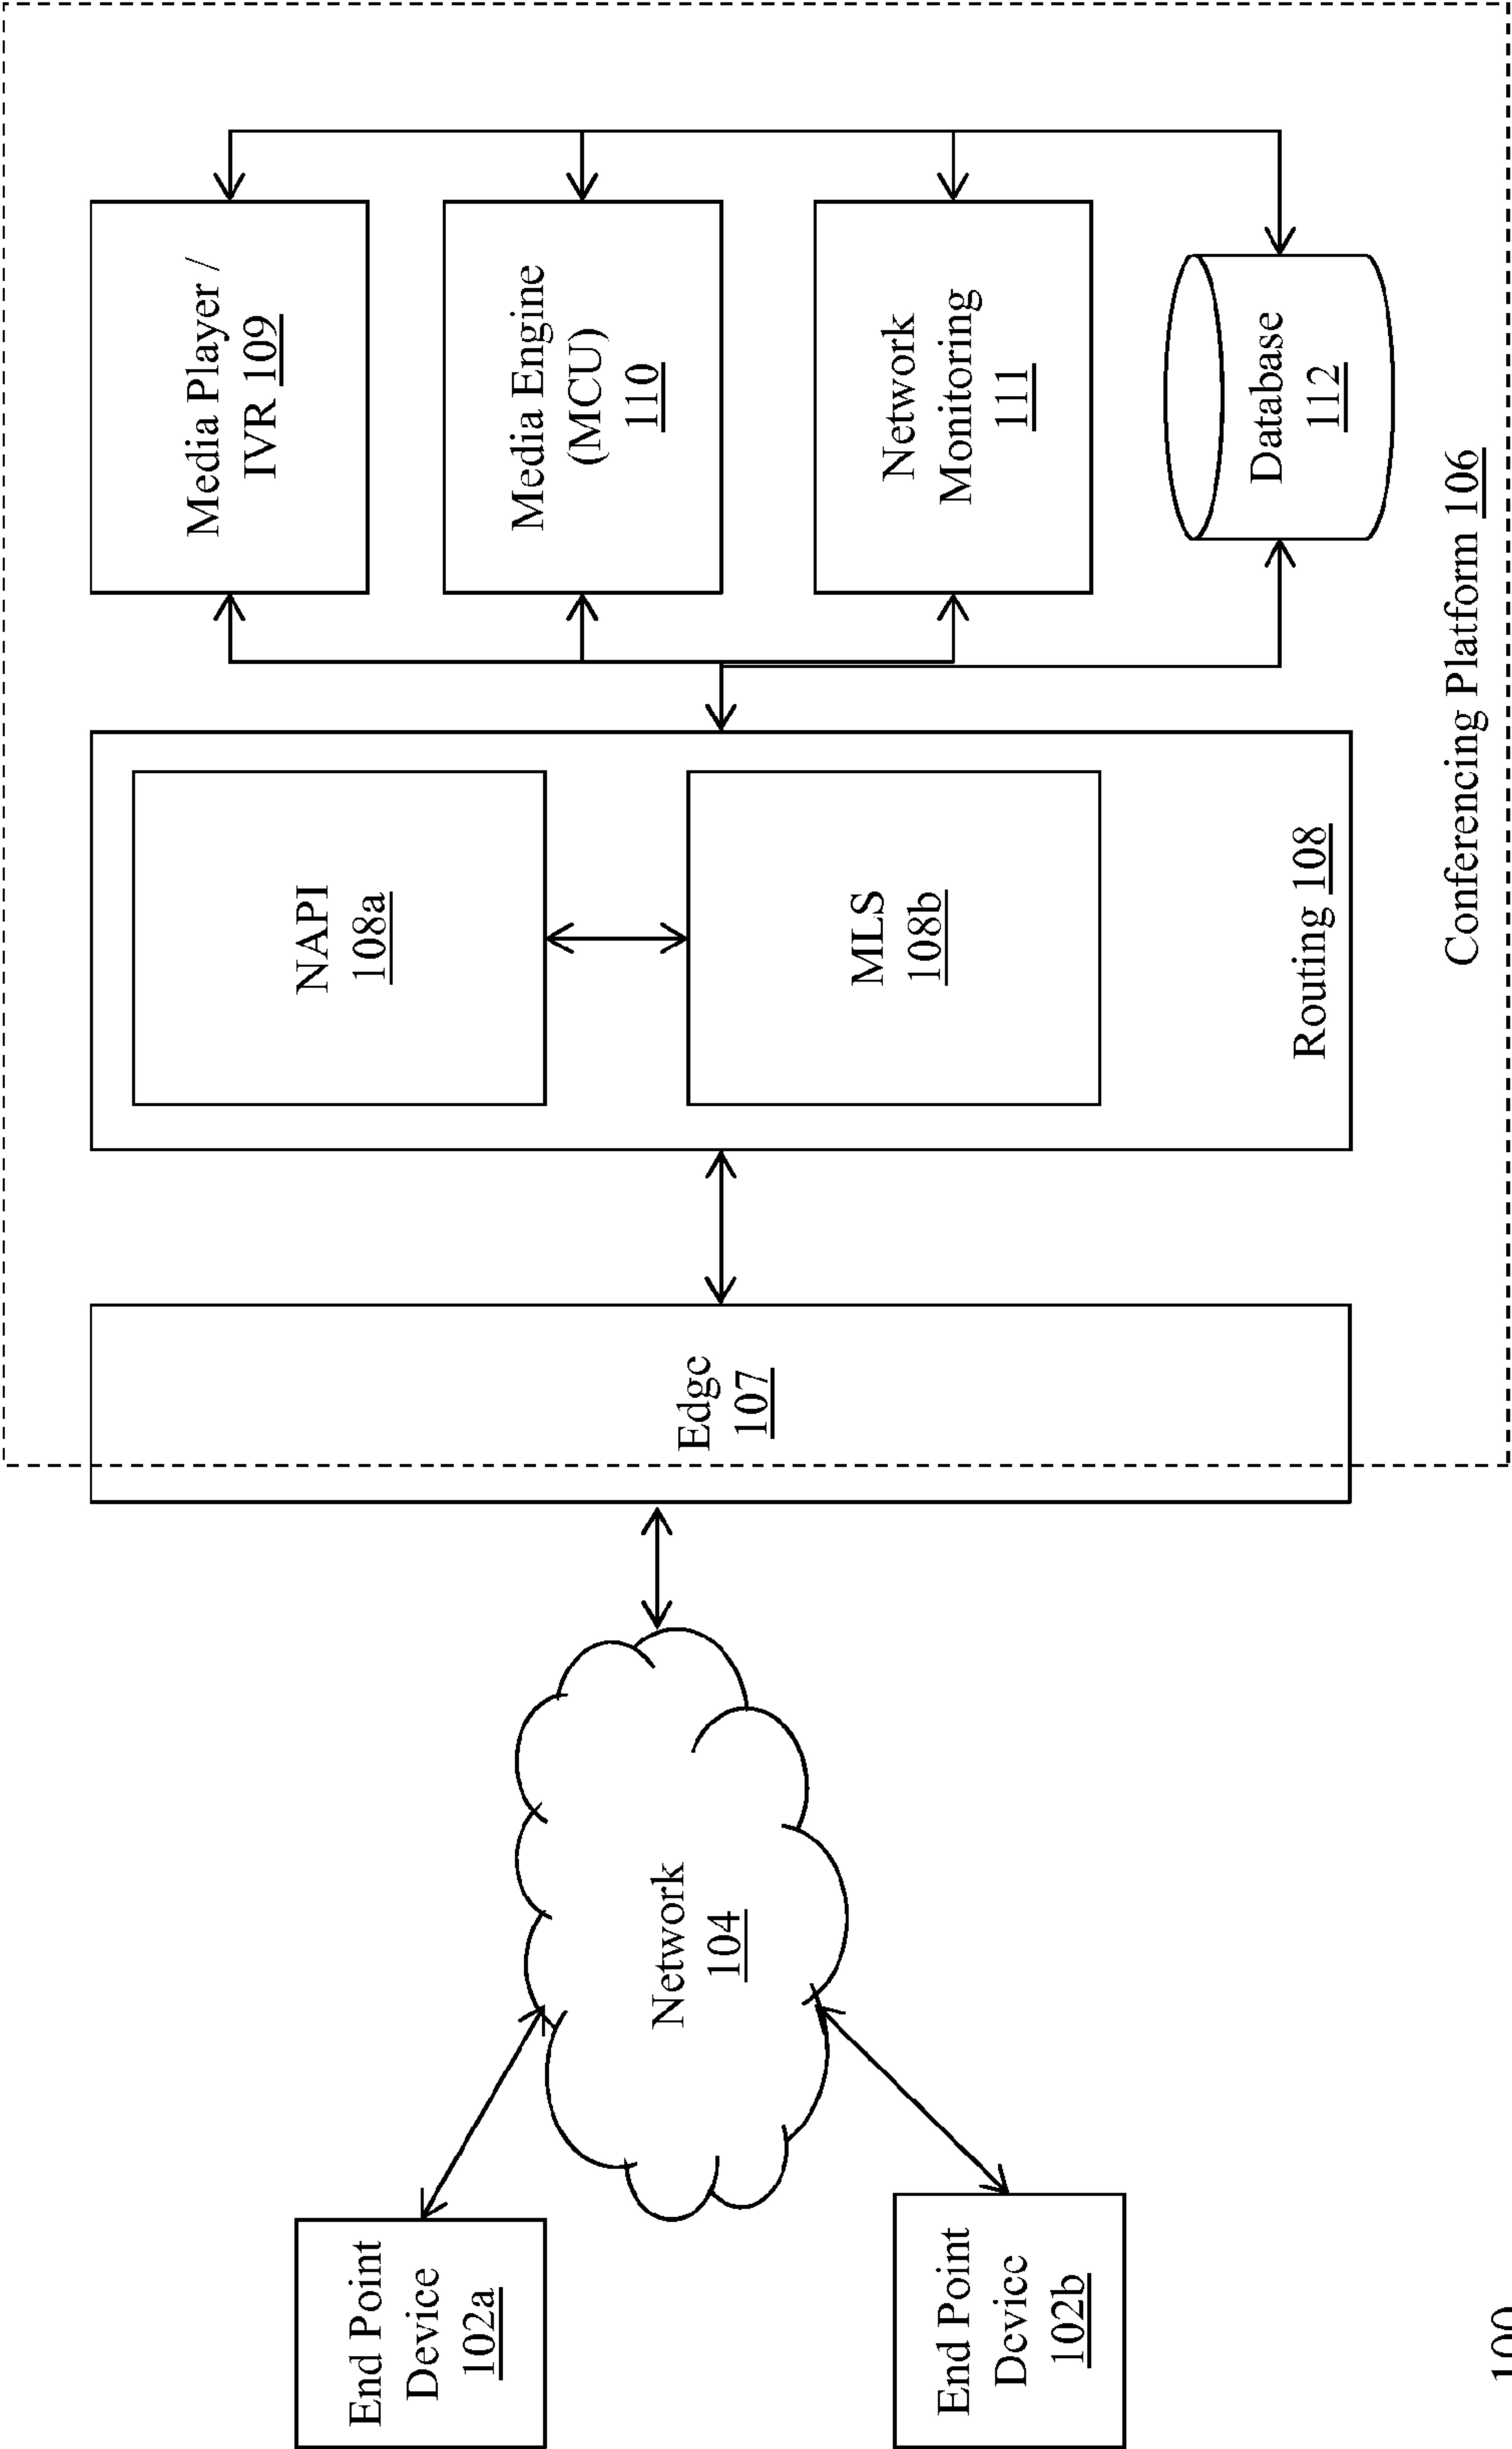 End Point
Device
102a
End Point
Device
102b
Network
104
Edge
107
NAPI
108a
MLS
108b
Routing 108
Media Player /
IVR 109
Media Engine
(MCU)
110
Network
Monitoring
111
Database
112
Conferencing Platform 106
100